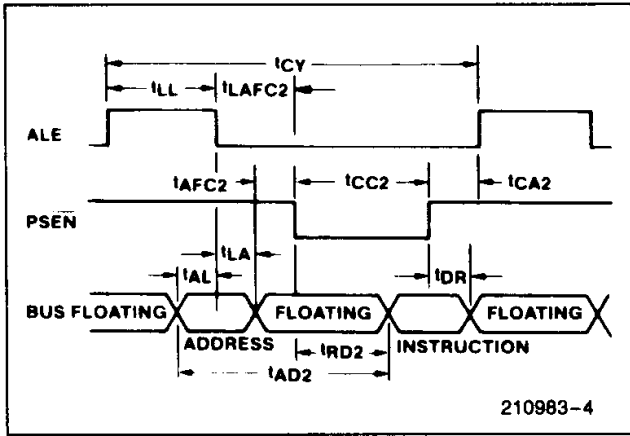 tCY
tLL tLAFC2
ALE
tAFC2 tCC2 tCA2
PSEN
tLA
tAL tDR
BUS FLOATING FLOATING FLOATING
ADDRESS tRD2 INSTRUCTION
tAD2
210983-4